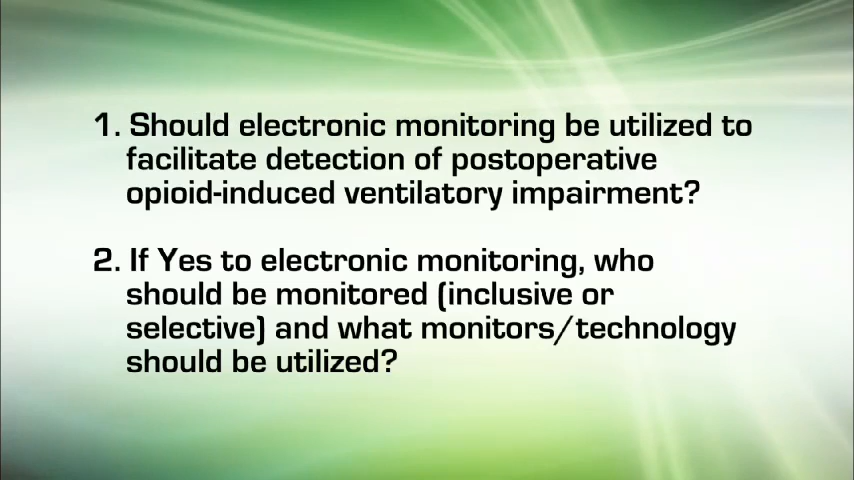 1. Should electronic monitoring be utilized to
facilitate detection of postoperative
opioid-induced ventilatory impairment?
2. If Yes to electronic monitoring, who
should be monitored (inclusive or
selective) and what monitors/technology
should be utilized?